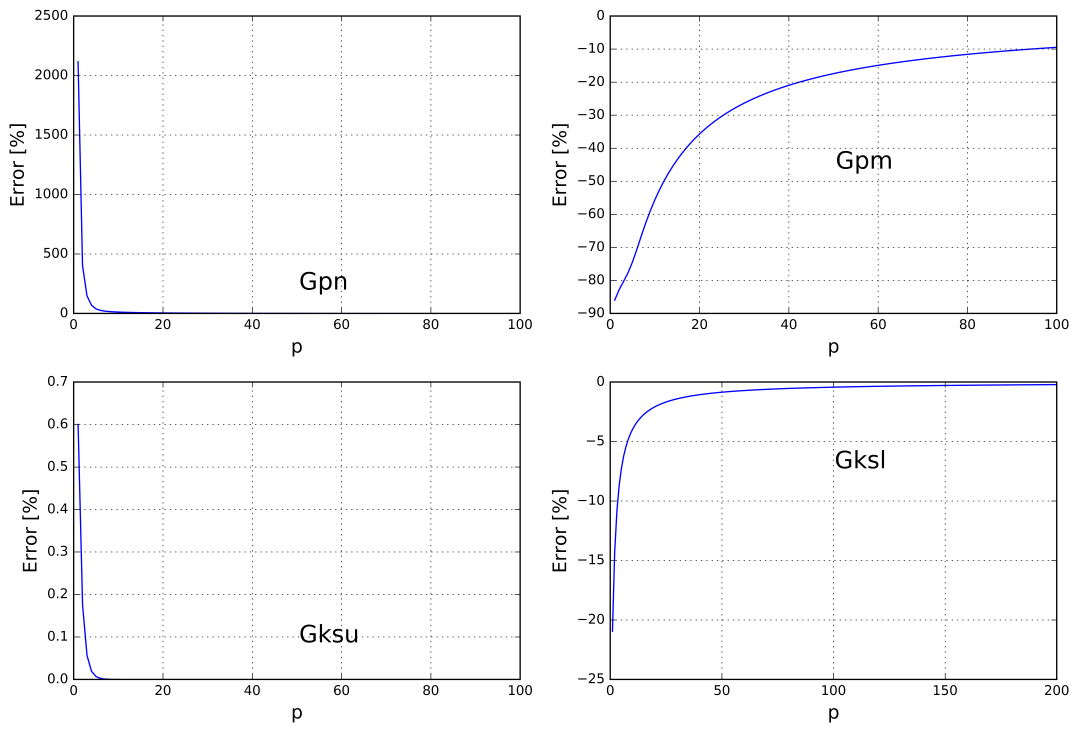 2500
2000
1500
1000
500
0
Error [%]
Gpn
0 20 40 60 80 100
p
0
−10
−20
−30
−40
−50
−60
−70
−80
−90
Error [%]
Gpm
0 20 40 60 80 100
p
0.7
0.6
0.5
0.4
0.3
0.2
0.1
0.0
Error [%]
Gksu
0 20 40 60 80 100
p
0
−5
−10
−15
−20
−25
Error [%]
Gksl
0 50 100 150 200
p